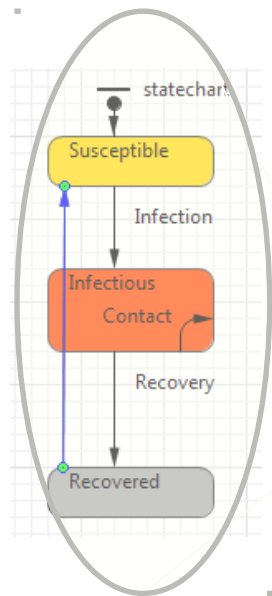 statechart
Susceptible
Infection
Infectious
Contact
Recovery
Recovered